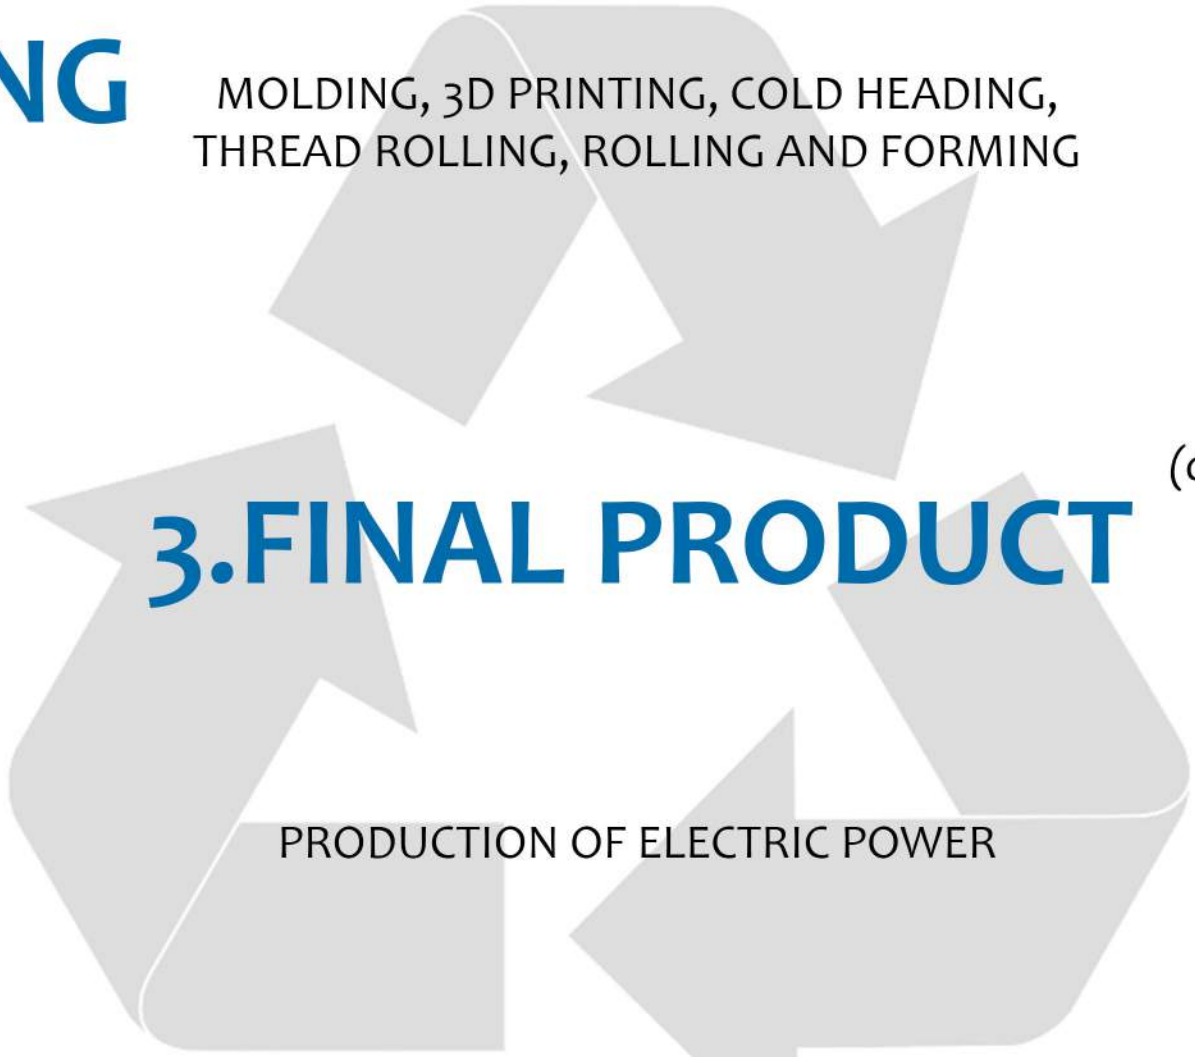 NG
MOLDING, 3D PRINTING, COLD HEADING,
THREAD ROLLING, ROLLING AND FORMING
3.FINAL PRODUCT
PRODUCTION OF ELECTRIC POWER